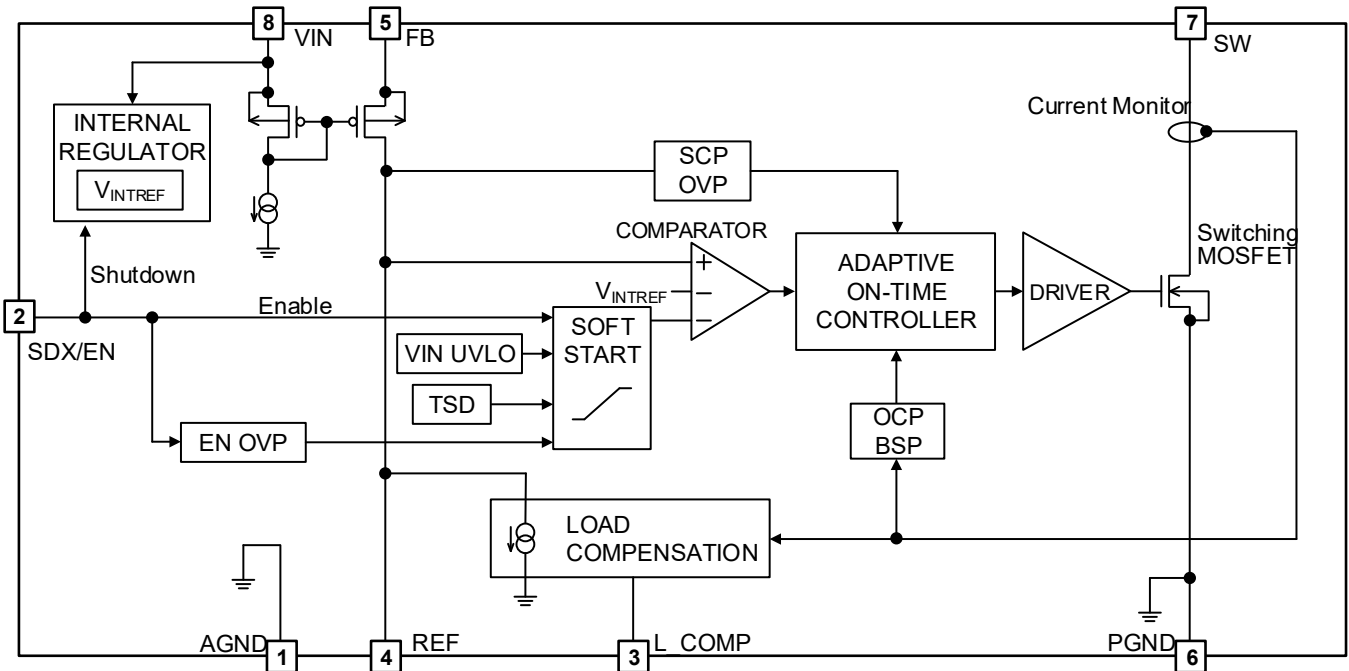 8
VIN
5
FB
7
SW
Current Monitor
INTERNAL
REGULATOR
VINTREF
SCP
OVP
COMPARATOR
Switching
MOSFET
Shutdown
+
ADAPTIVE
ON-TIME
CONTROLLER
DRIVER
VINTREF
−
−
2
SDX/EN
Enable
SOFT
START
VIN UVLO
TSD
EN OVP
OCP
BSP
LOAD
COMPENSATION
AGND
1
4
REF
3
L_COMP
PGND
6